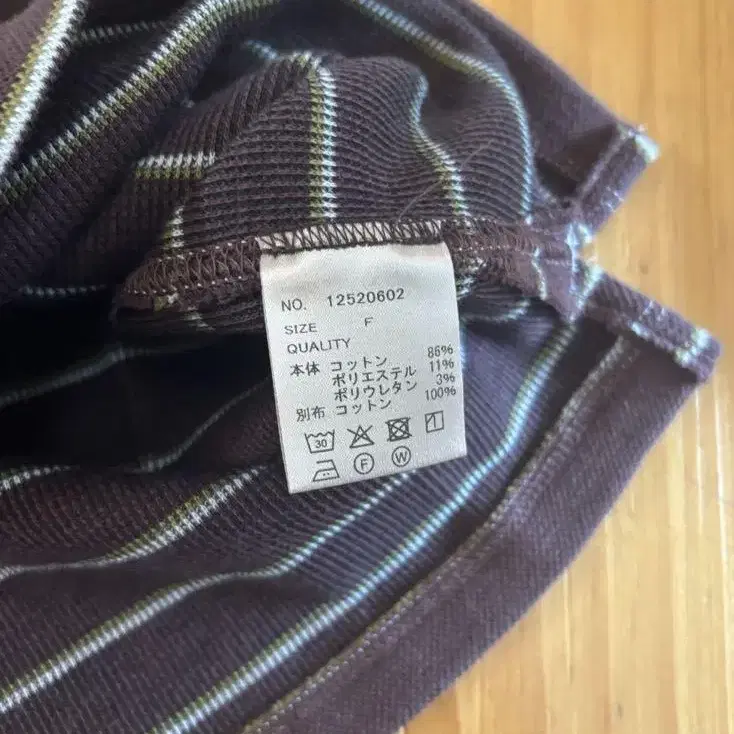 NO. 12520602
SIZE F
QUALITY
本体 コットン 86%
ポリエステル 11%
ポリウレタン 3%
別布 コットン 100%
30
F W